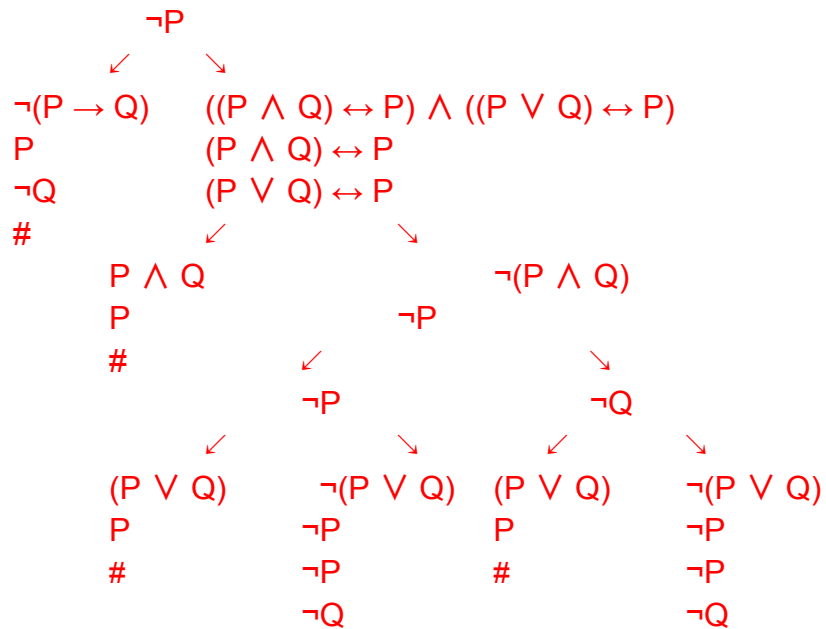 ¬P
↙ ↘
¬(P → Q) ((P ∧ Q) ↔ P) ∧ ((P ∨ Q) ↔ P)
P (P ∧ Q) ↔ P
¬Q (P ∨ Q) ↔ P
# ↙ ↘
P ∧ Q ¬(P ∧ Q)
P ¬P
# ↙ ↘
¬P ¬Q
↙ ↘ ↙ ↘
(P ∨ Q) ¬(P ∨ Q) (P ∨ Q) ¬(P ∨ Q)
P ¬P P ¬P
# ¬P # ¬P
¬Q ¬Q